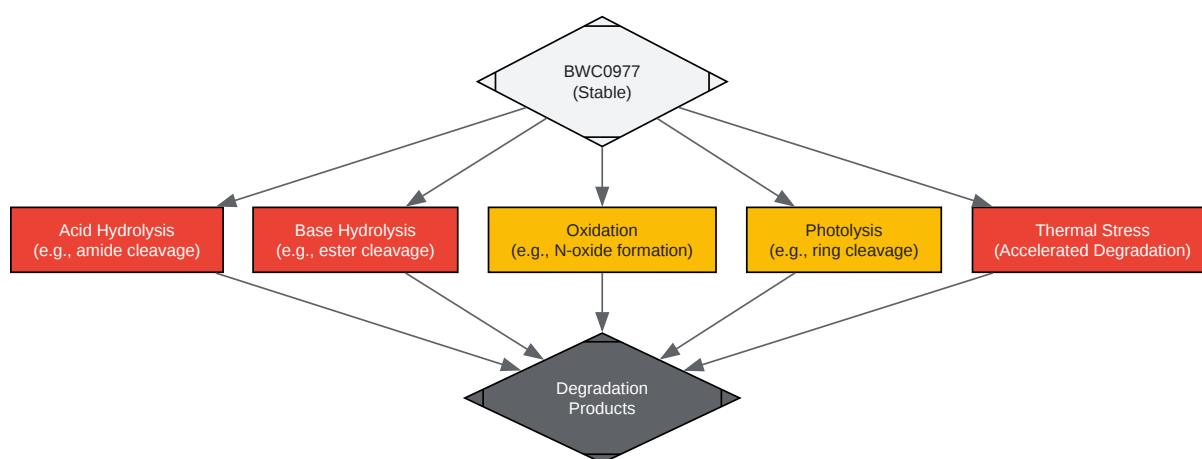 BWC0977
(Stable)
Acid Hydrolysis
(e.g., amide cleavage)
Base Hydrolysis
(e.g., ester cleavage)
Oxidation
(e.g., N-oxide formation)
Photolysis
(e.g., ring cleavage)
Thermal Stress
(Accelerated Degradation)
Degradation
Products